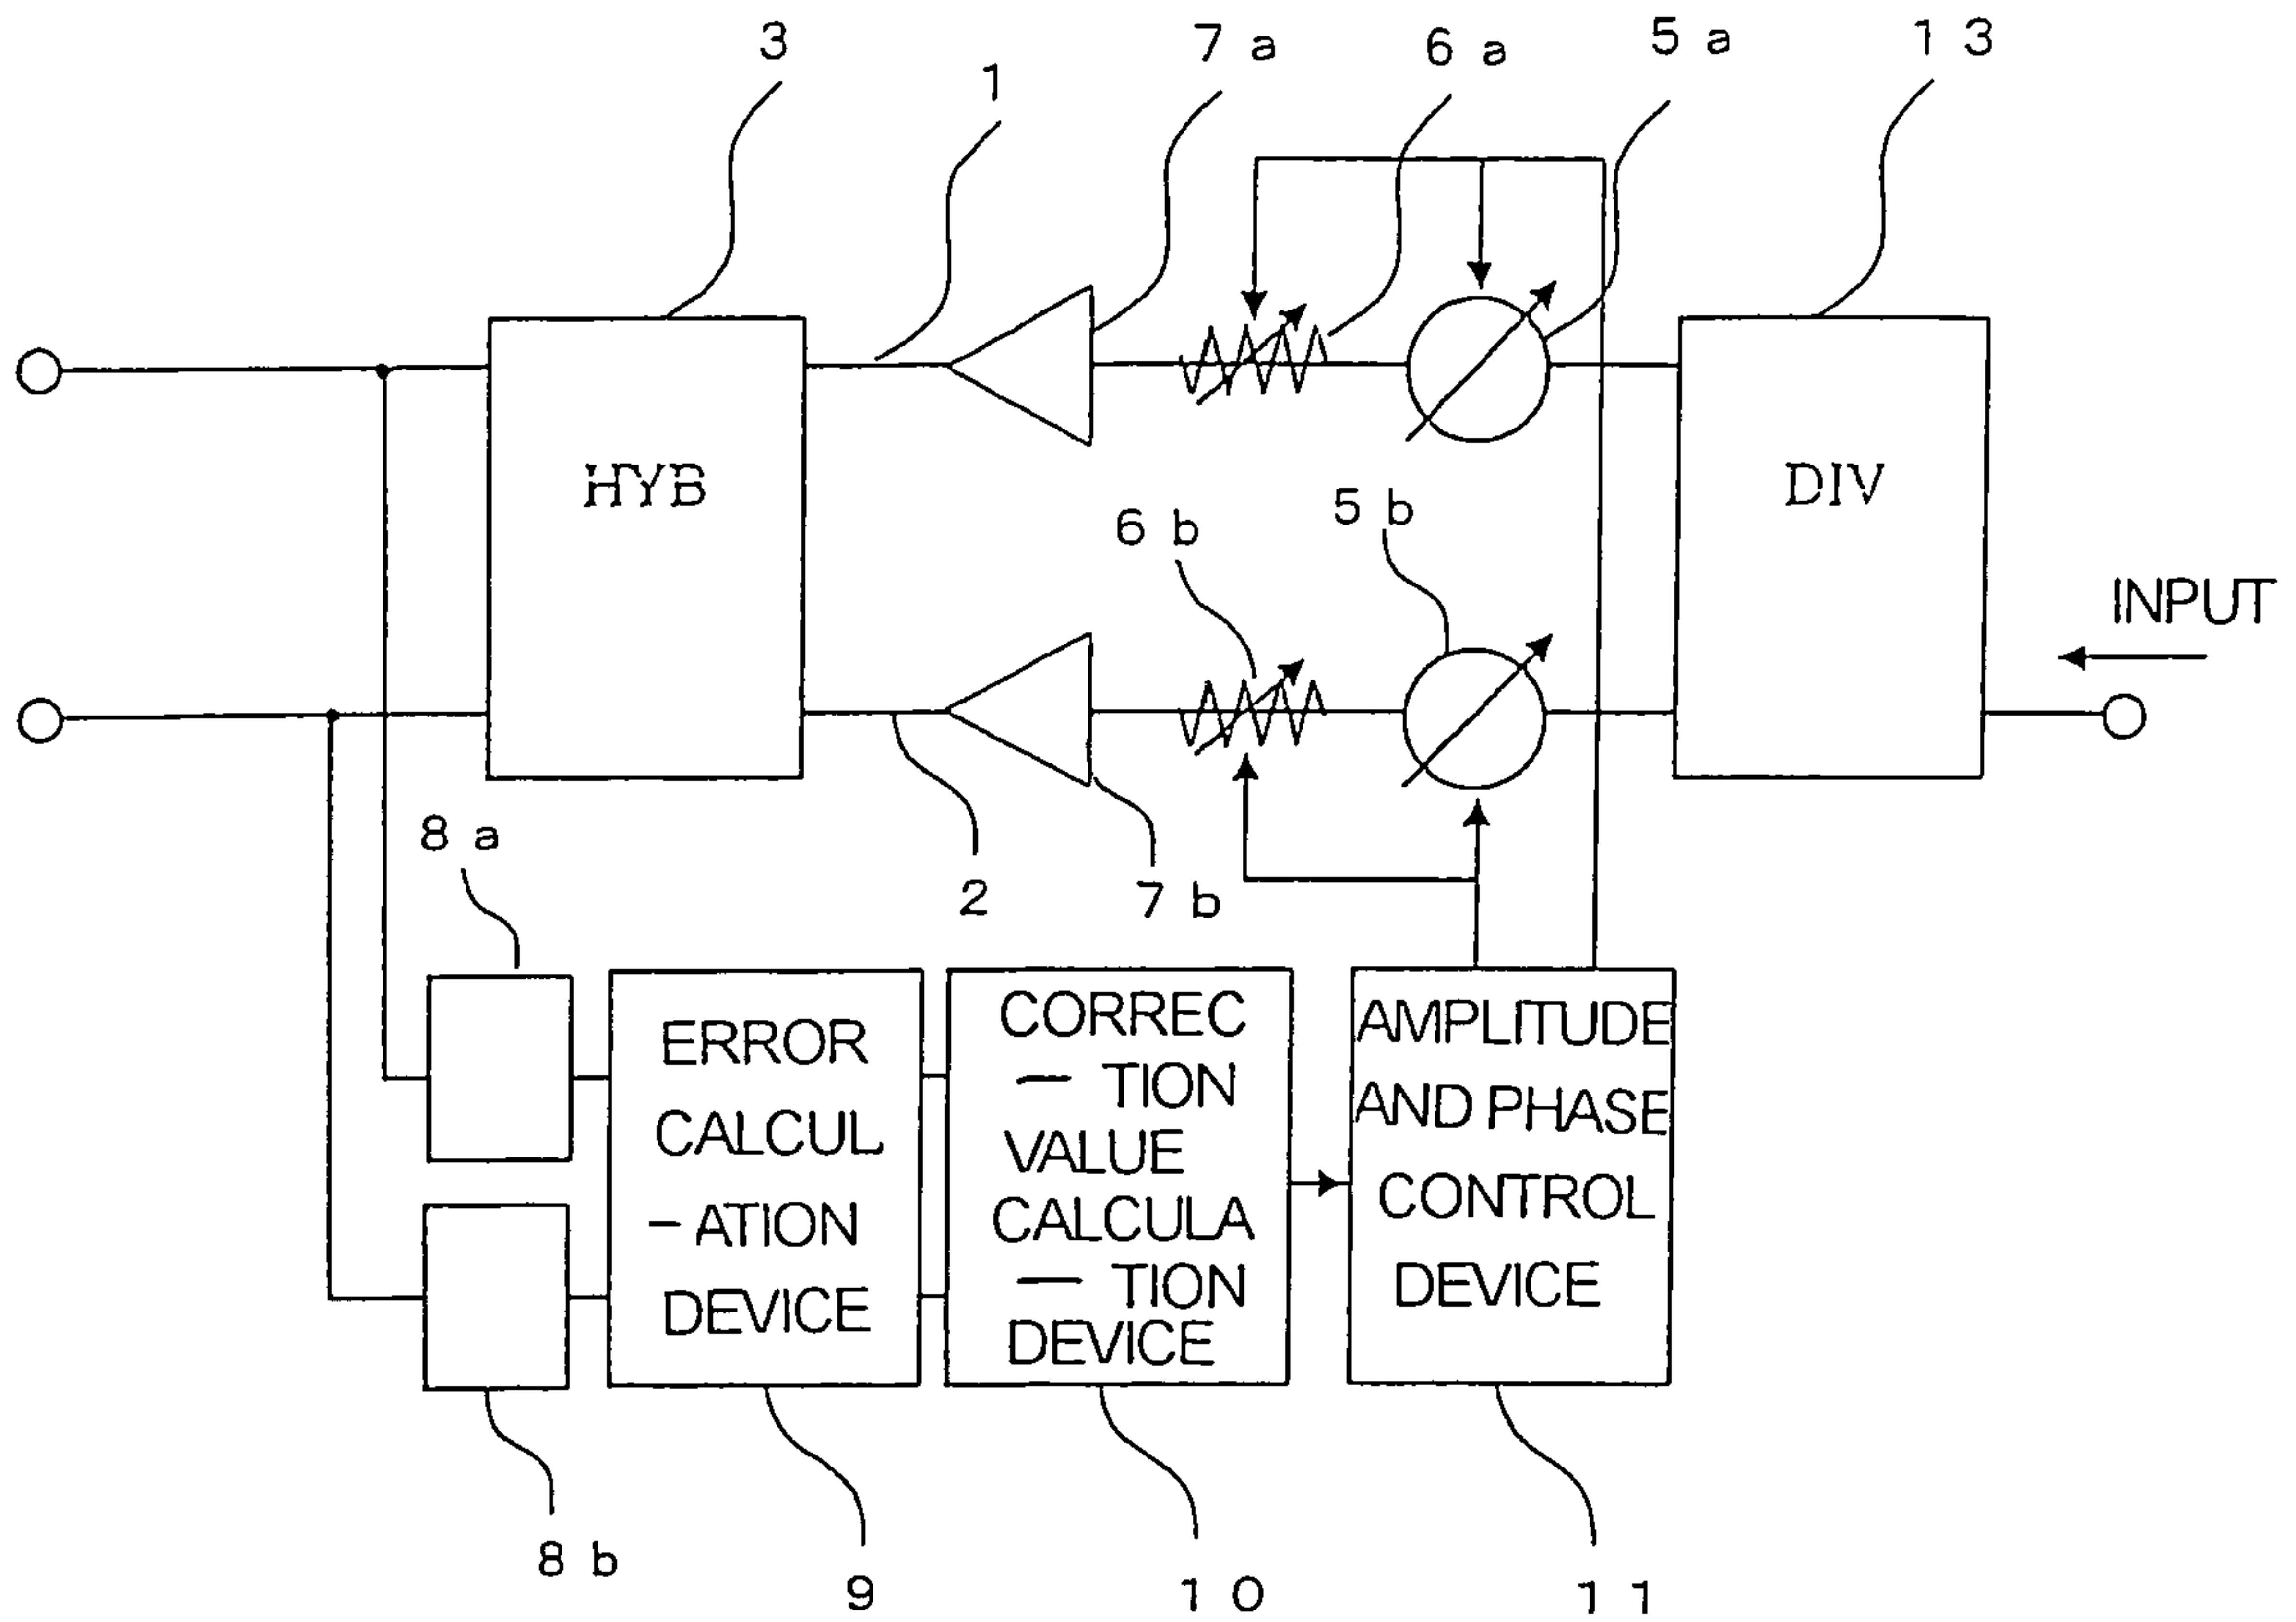 3
1
7 a
6 a
5 a
1 3
HYB
DIV
6 b
5 b
INPUT
8 a
2
7 b
ERROR
CALCUL
-ATION
DEVICE
CORREC
- TION
VALUE
CALCULA
- TION
DEVICE
AMPLITUDE
AND PHASE
CONTROL
DEVICE
8 b
9
1 0
1 1